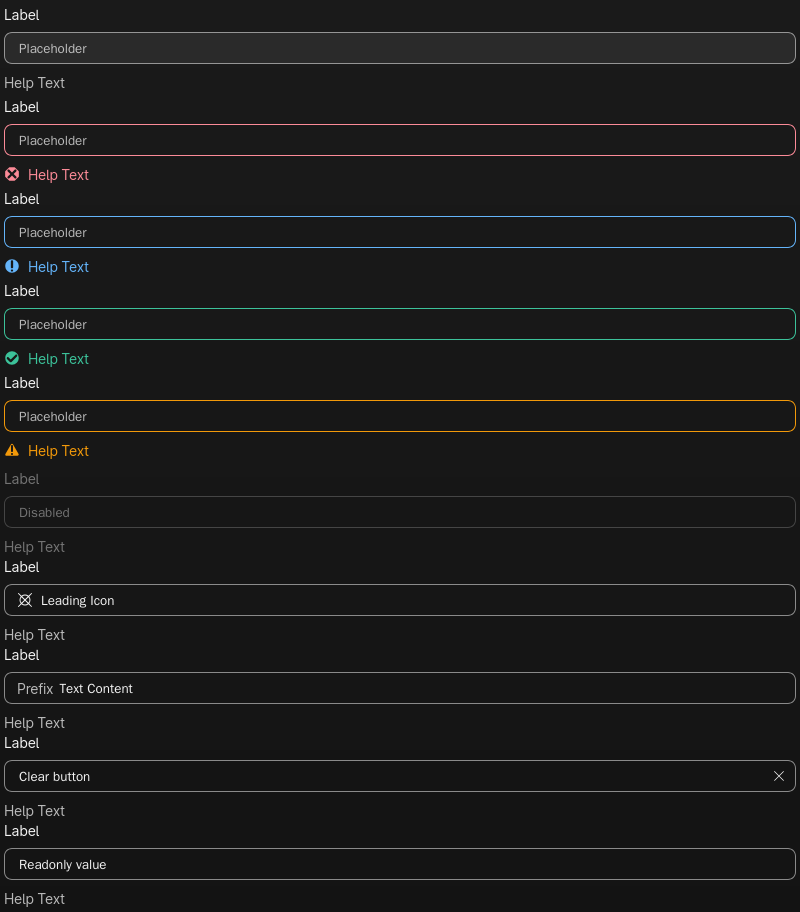 Label
Placeholder
Help Text
Label
Placeholder
Help Text
Label
Placeholder
Help Text
Label
Placeholder
Help Text
Label
Placeholder
Help Text
Label
Disabled
Help Text
Label
Leading Icon
Help Text
Label
Prefix Text Content
Help Text
Label
Clear button
Help Text
Label
Readonly value
Help Text